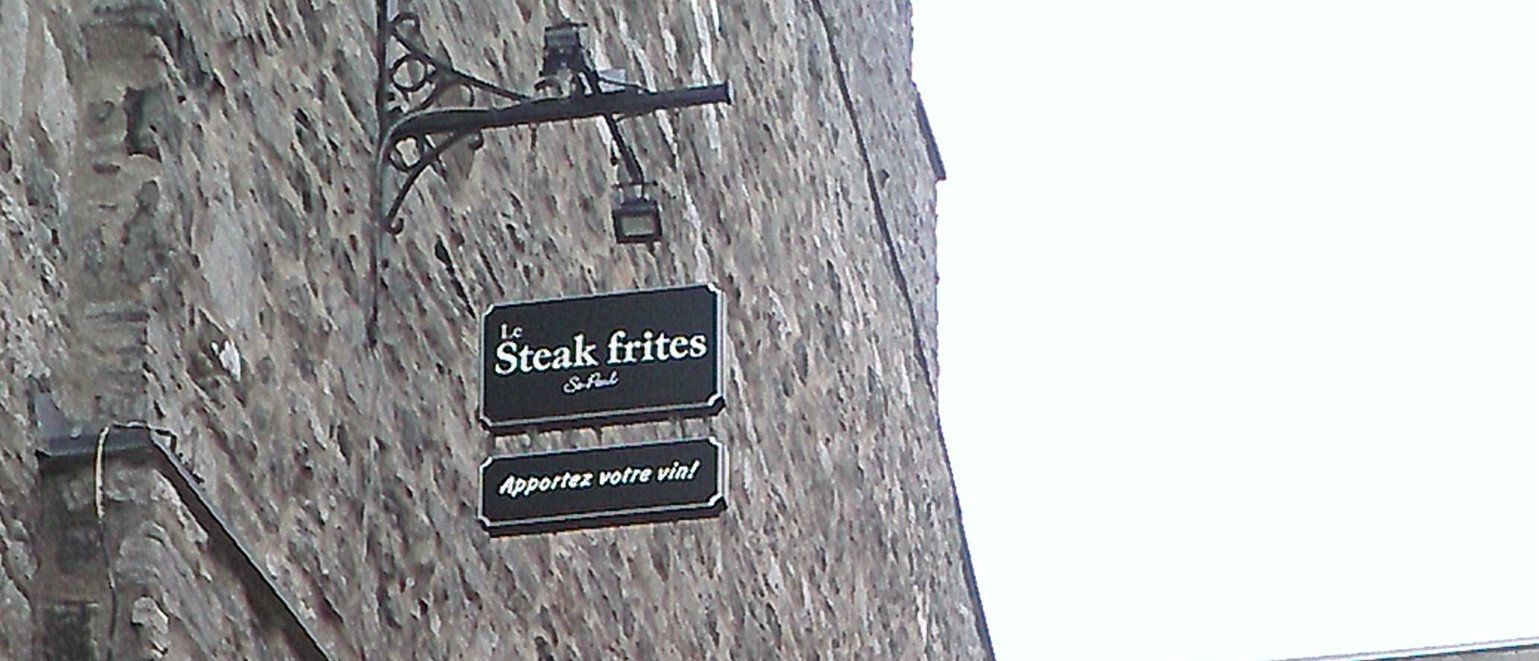 Le
Steak frites
St-Paul
Apportez votre vin!